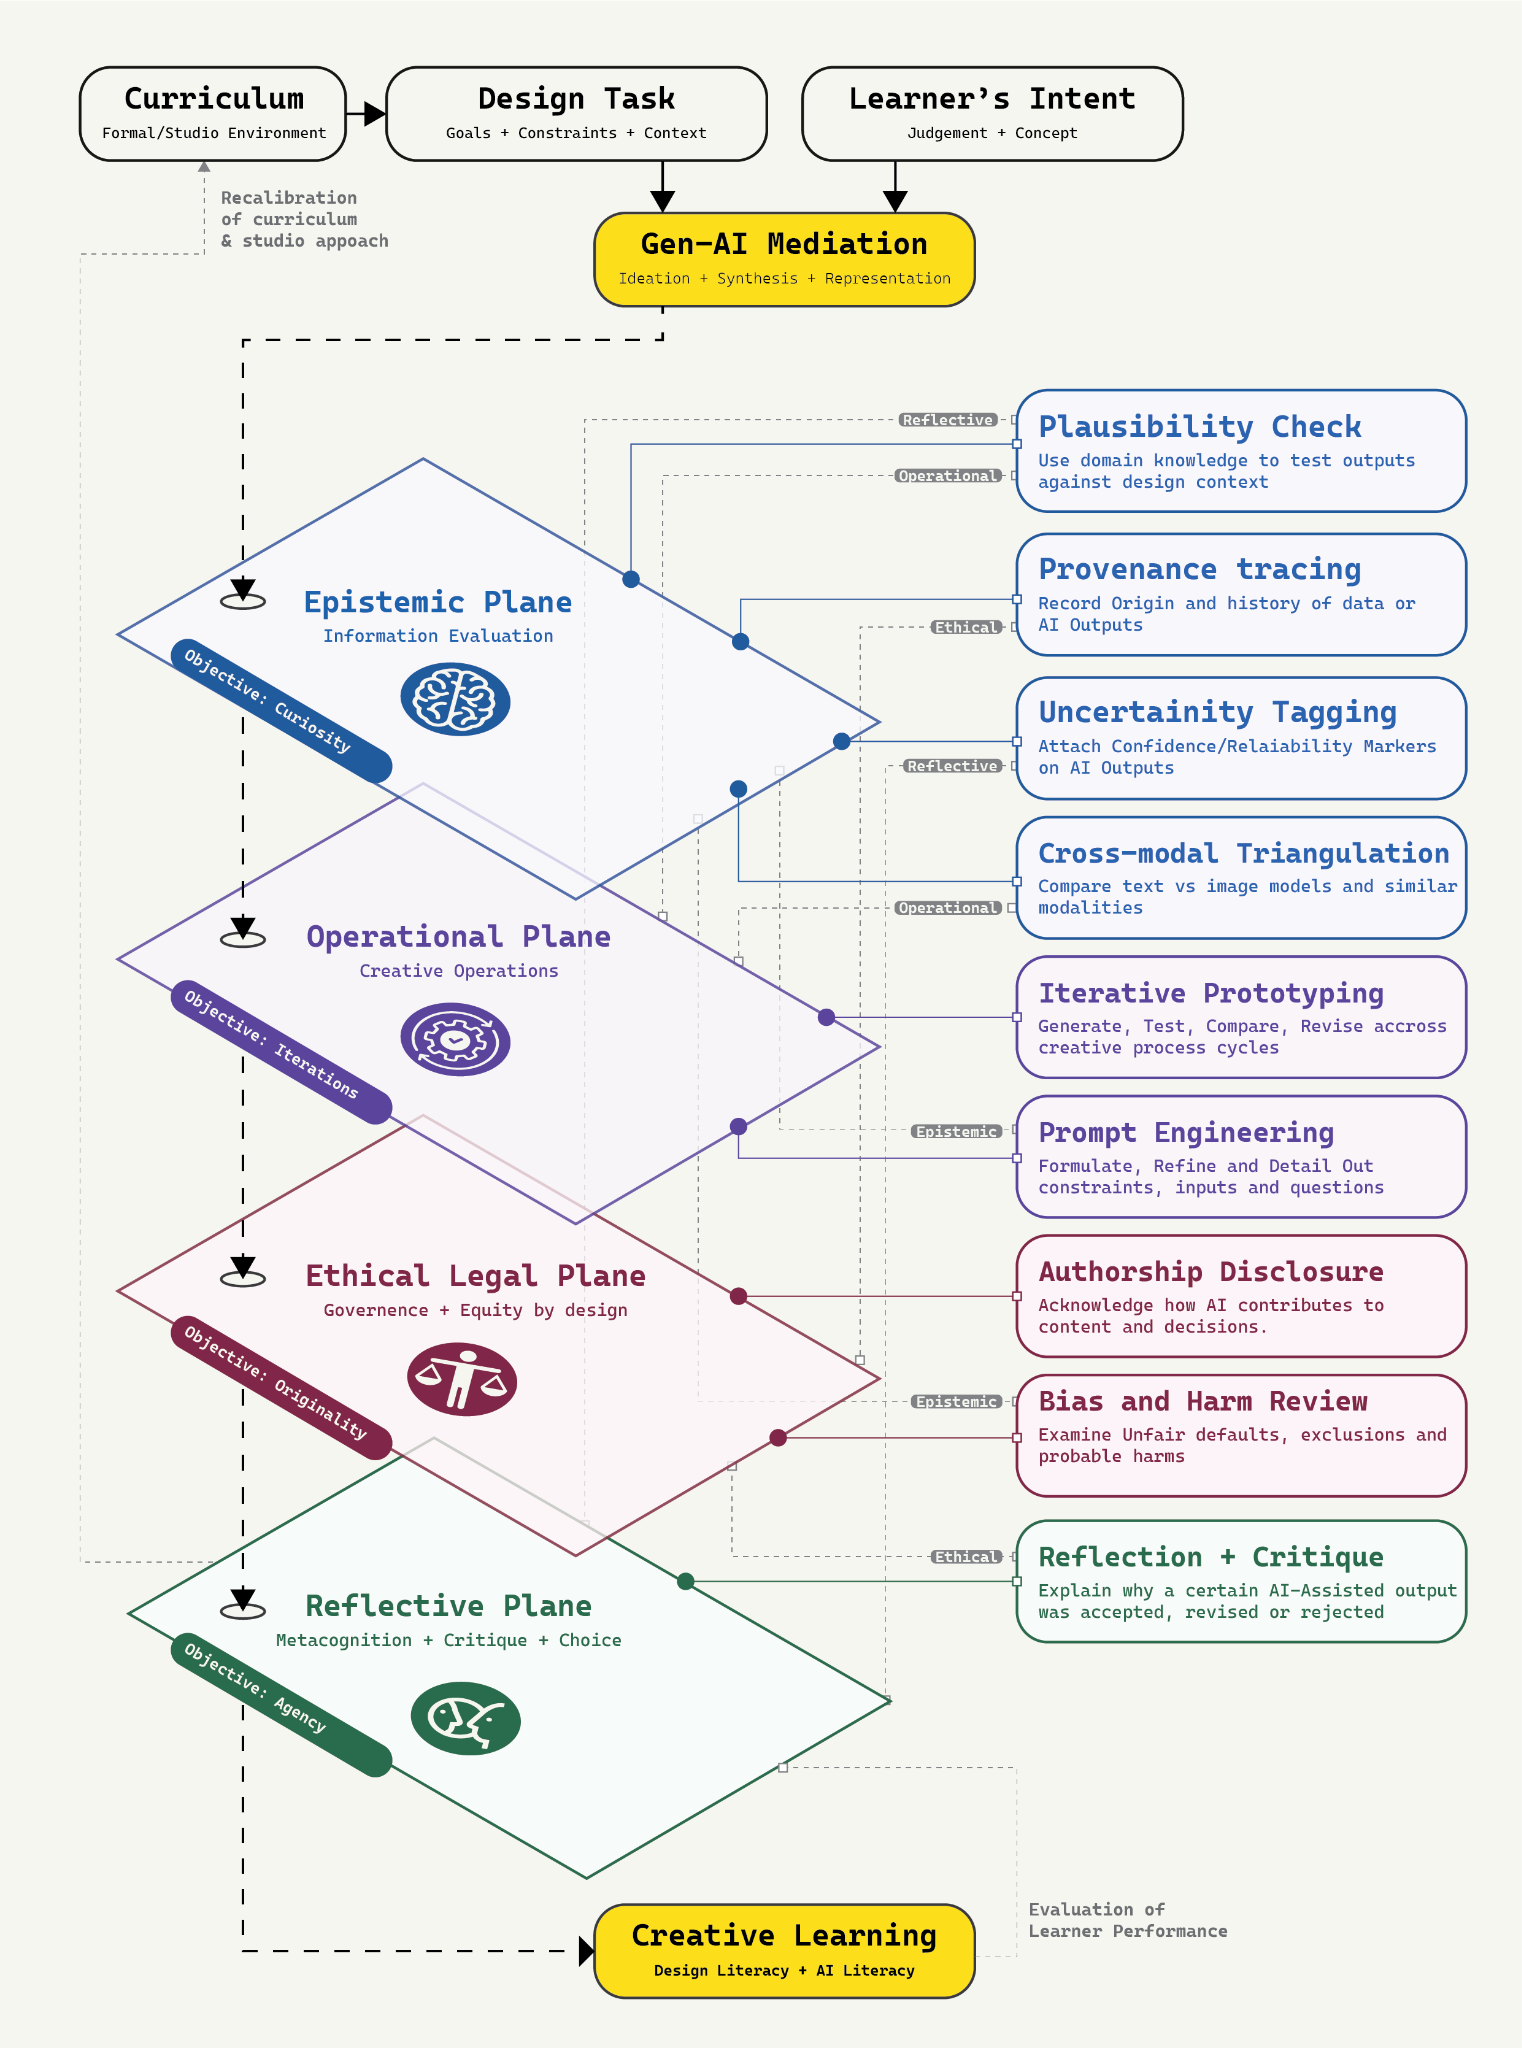 Curriculum
Formal/Studio Environment
Design Task
Goals + Constraints + Context
Learner’s Intent
Judgement + Concept
Recalibration
of curriculum
& studio appoach
Gen-AI Mediation
Ideation + Synthesis + Representation
Reflective
Plausibility Check
Use domain knowledge to test outputs
against design context
Operational
Epistemic Plane
Information Evaluation
Objective: Curiosity
Provenance tracing
Record Origin and history of data or
AI Outputs
Ethical
Uncertainity Tagging
Attach Confidence/Relaiability Markers
on AI Outputs
Reflective
Cross-modal Triangulation
Compare text vs image models and similar
modalities
Operational
Operational Plane
Creative Operations
Objective: Iterations
Iterative Prototyping
Generate, Test, Compare, Revise accross
creative process cycles
Epistemic
Prompt Engineering
Formulate, Refine and Detail Out
constraints, inputs and questions
Ethical Legal Plane
Governence + Equity by design
Objective: Originality
Authorship Disclosure
Acknowledge how AI contributes to
content and decisions.
Epistemic
Bias and Harm Review
Examine Unfair defaults, exclusions and
probable harms
Ethical
Reflection + Critique
Explain why a certain AI-Assisted output
was accepted, revised or rejected
Reflective Plane
Metacognition + Critique + Choice
Objective: Agency
Evaluation of
Learner Performance
Creative Learning
Design Literacy + AI Literacy